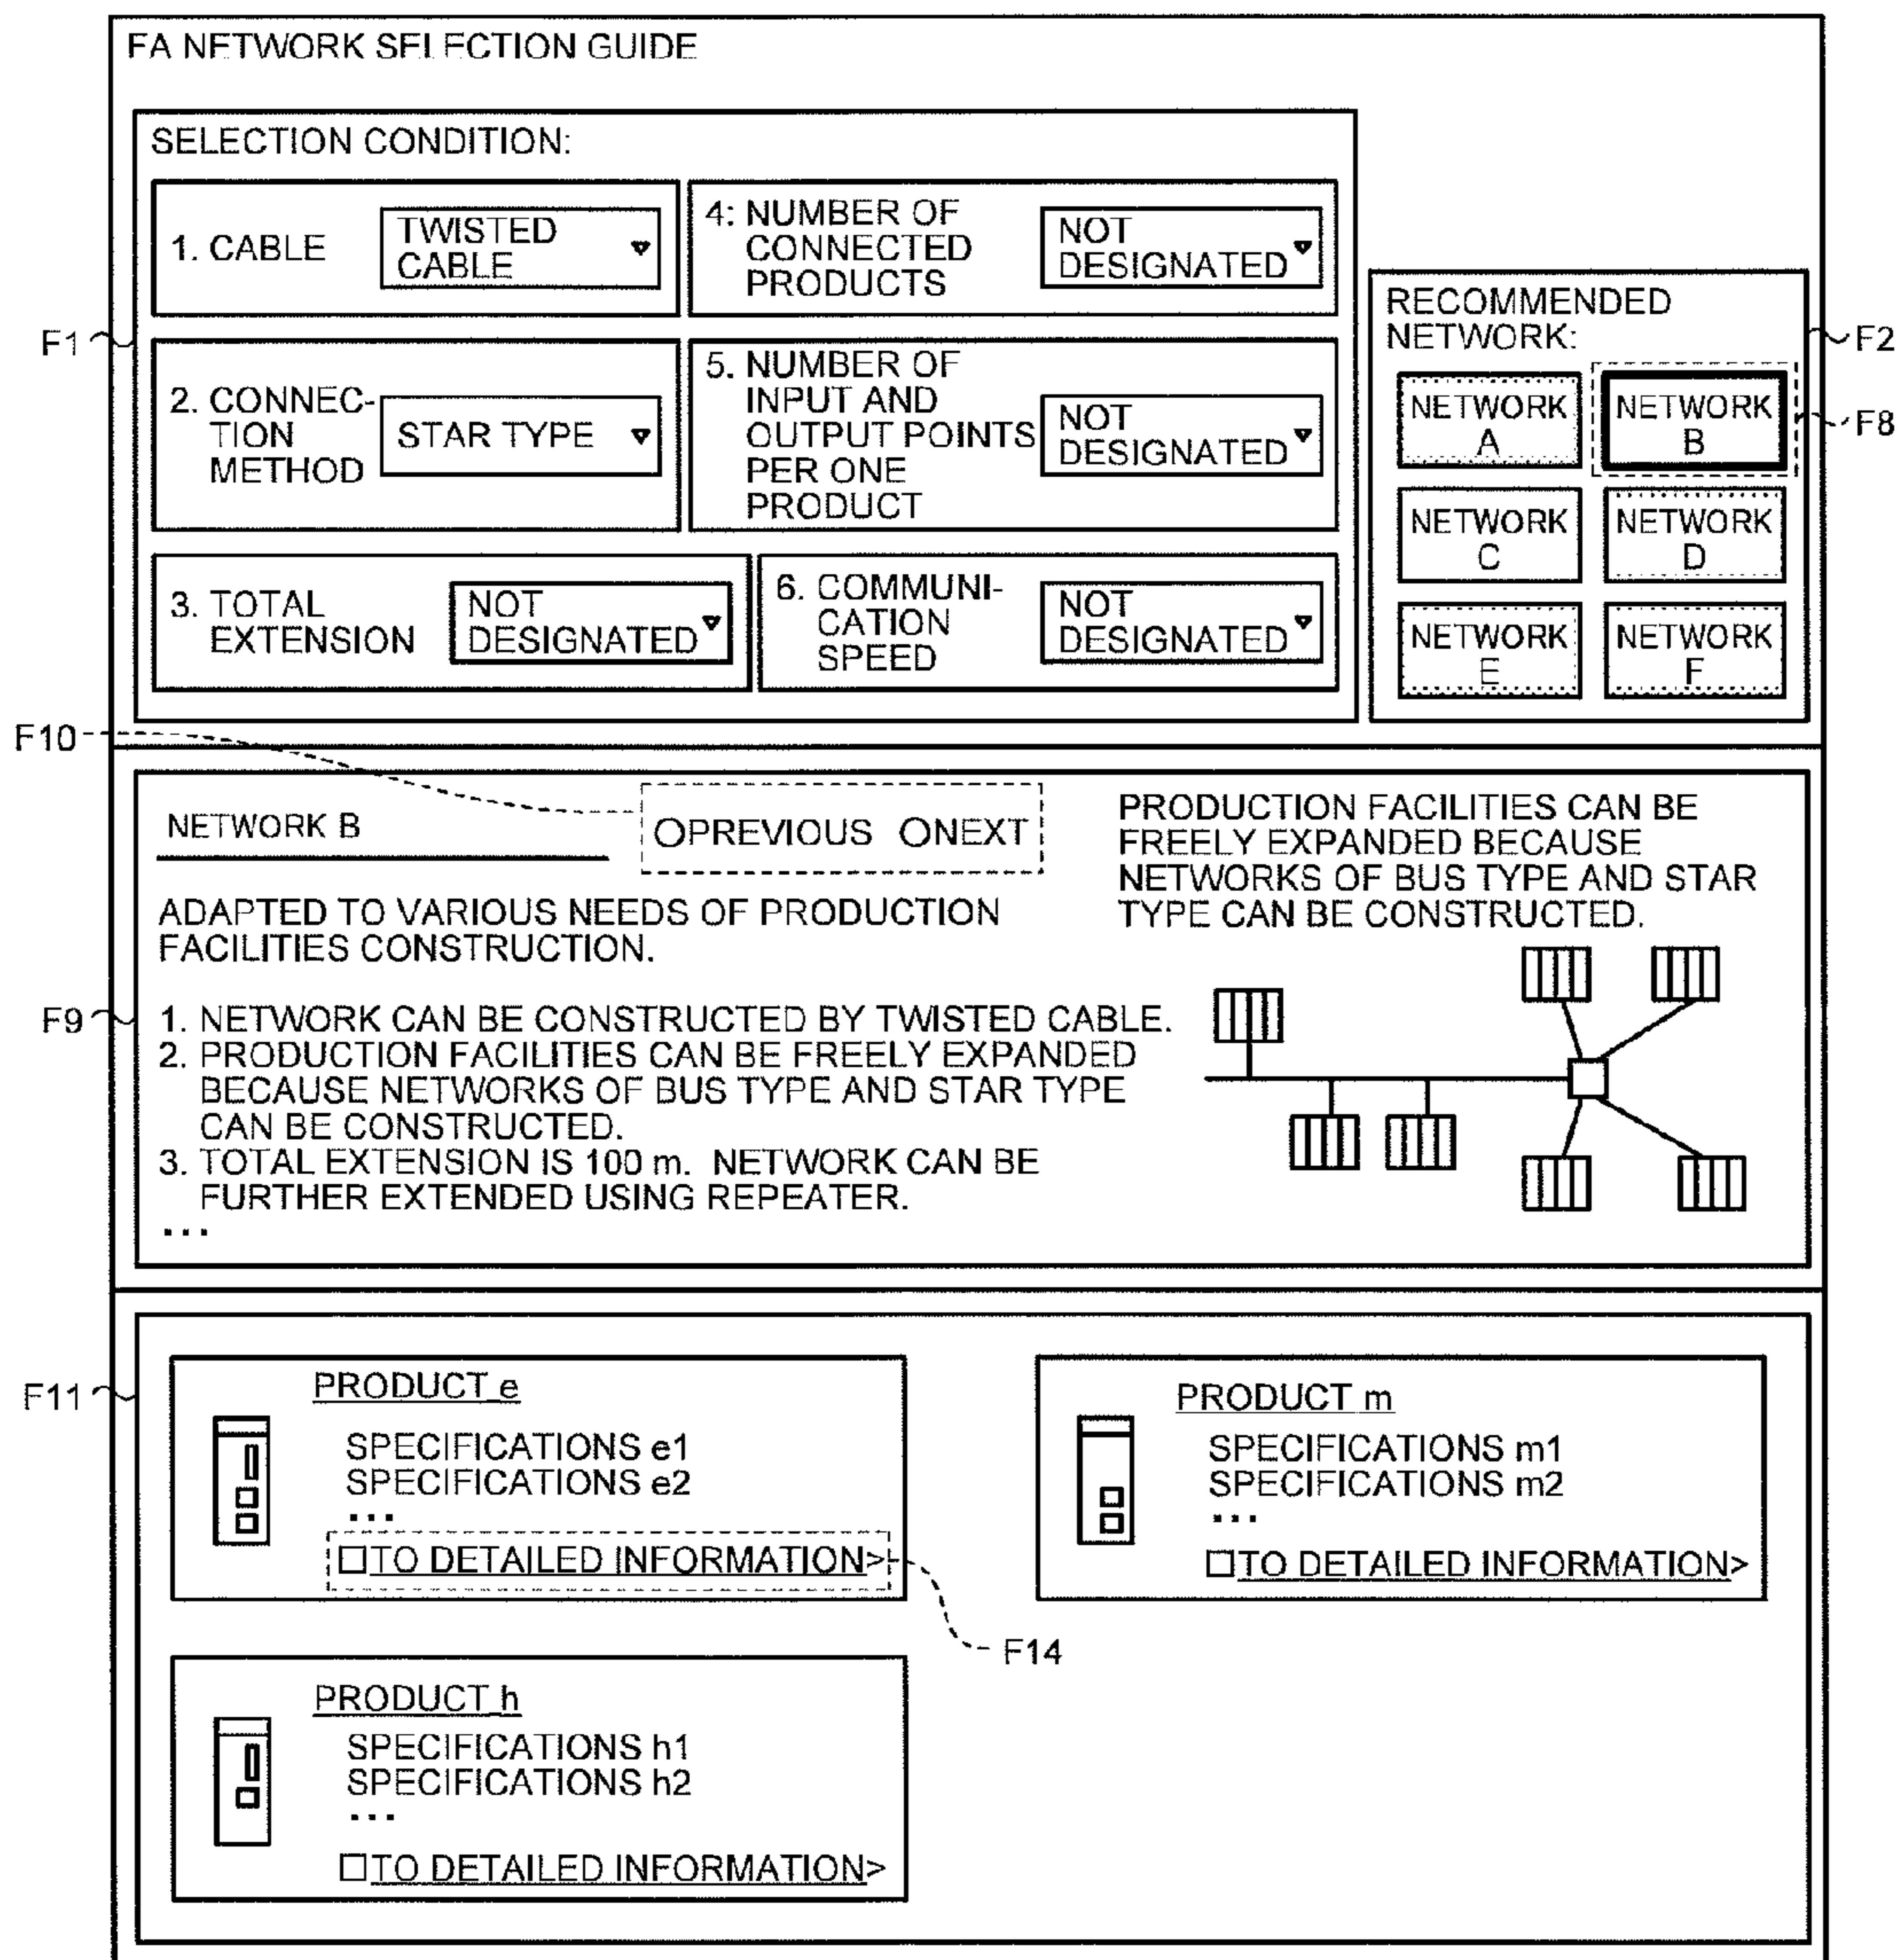 FA NETWORK SELECTION GUIDE
SELECTION CONDITION:
1. CABLE
TWISTED
CABLE
4: NUMBER OF
CONNECTED
PRODUCTS
NOT
DESIGNATED
F1
2. CONNEC-
TION
METHOD
STAR TYPE
5. NUMBER OF
INPUT AND
OUTPUT POINTS
PER ONE
PRODUCT
NOT
DESIGNATED
3. TOTAL
EXTENSION
NOT
DESIGNATED
6. COMMUNI-
CATION
SPEED
NOT
DESIGNATED
RECOMMENDED
NETWORK:
F2
NETWORK
A
NETWORK
B
F8
NETWORK
C
NETWORK
D
NETWORK
E
NETWORK
F
F10
NETWORK B
PREVIOUS NEXT
ADAPTED TO VARIOUS NEEDS OF PRODUCTION
FACILITIES CONSTRUCTION.
F9
1. NETWORK CAN BE CONSTRUCTED BY TWISTED CABLE.
2. PRODUCTION FACILITIES CAN BE FREELY EXPANDED
BECAUSE NETWORKS OF BUS TYPE AND STAR TYPE
CAN BE CONSTRUCTED.
3. TOTAL EXTENSION IS 100 m. NETWORK CAN BE
FURTHER EXTENDED USING REPEATER.
...
PRODUCTION FACILITIES CAN BE
FREELY EXPANDED BECAUSE
NETWORKS OF BUS TYPE AND STAR
TYPE CAN BE CONSTRUCTED.
F11
PRODUCT e
SPECIFICATIONS e1
SPECIFICATIONS e2
...
TO DETAILED INFORMATION>
F14
PRODUCT m
SPECIFICATIONS m1
SPECIFICATIONS m2
...
TO DETAILED INFORMATION>
PRODUCT h
SPECIFICATIONS h1
SPECIFICATIONS h2
...
TO DETAILED INFORMATION>